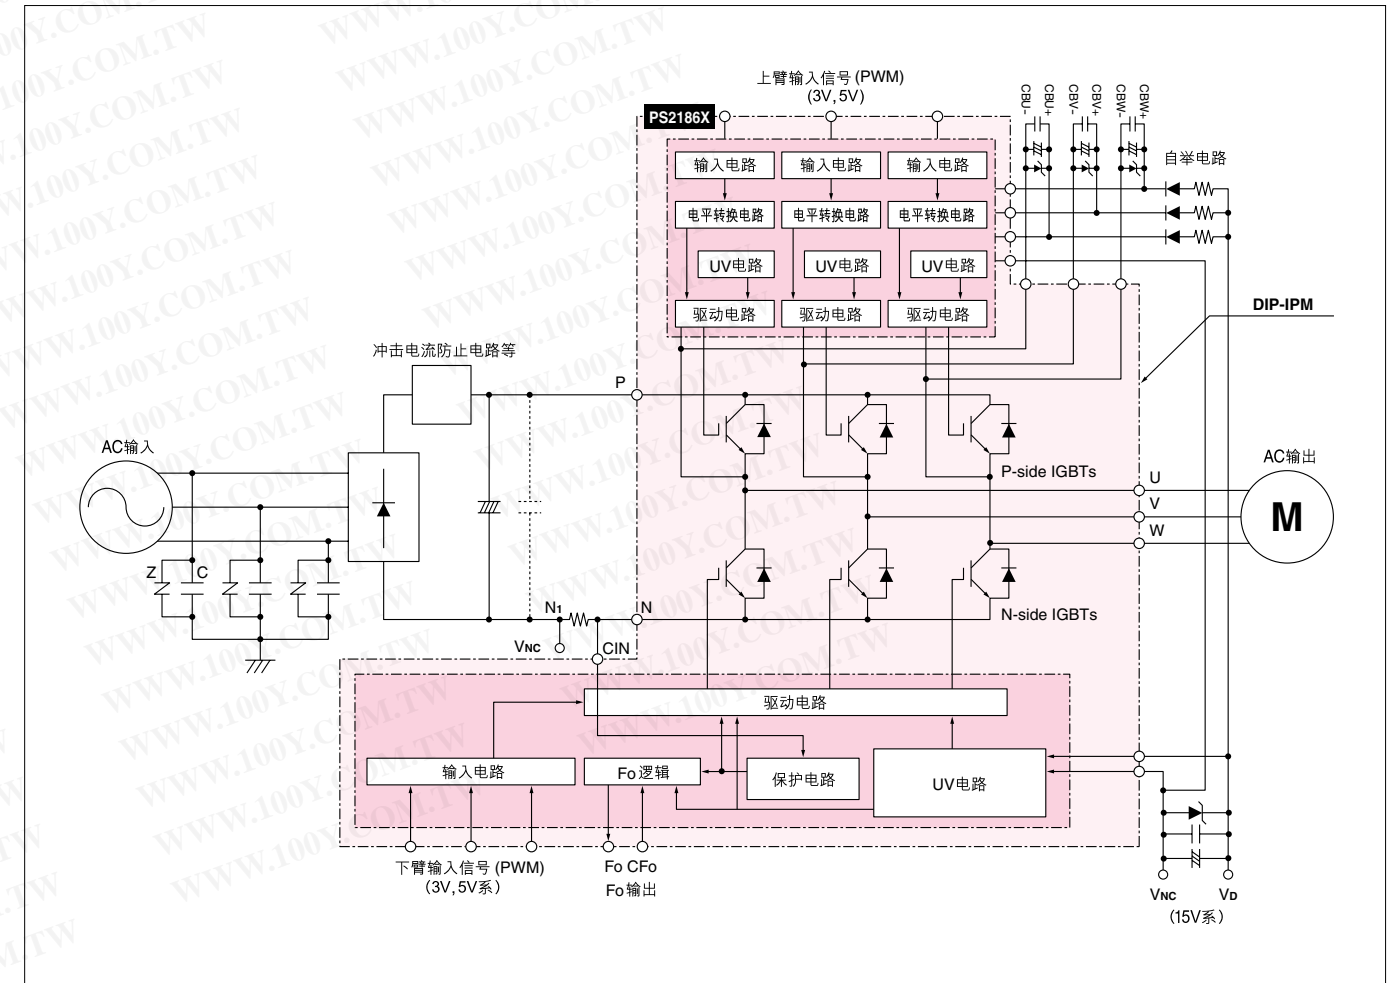 上臂输入信号 (PWM)
(3V, 5V)
CBU-
CBU+
CBV-
CBV+
CBW-
CBW+
PS2186X
自举电路
输入电路
输入电路
输入电路
电平转换电路
电平转换电路
电平转换电路
UV电路
UV电路
UV电路
驱动电路
驱动电路
驱动电路
DIP-IPM
冲击电流防止电路等
P
AC输入
P-side IGBTs
AC输出
U
V
W
M
Z
C
N1
N
N-side IGBTs
VNC
CIN
驱动电路
输入电路
Fo逻辑
保护电路
UV电路
下臂输入信号 (PWM)
(3V, 5V系)
Fo CFo
Fo输出
VNC
VD
(15V系)
WWW.100Y.COM.TW